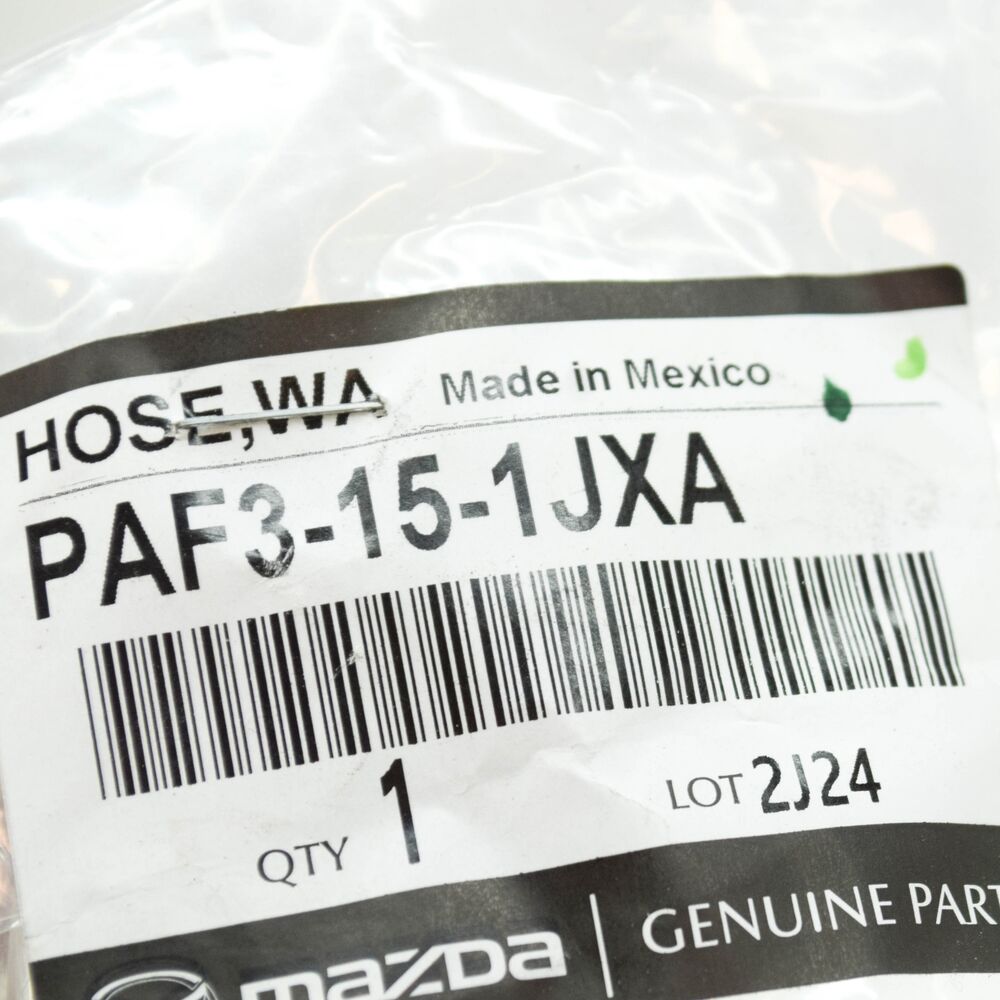 HOSE,WA Made in Mexico
PAF3-15-1JXA
QTY 1 LOT 2J24
mazda GENUINE PART